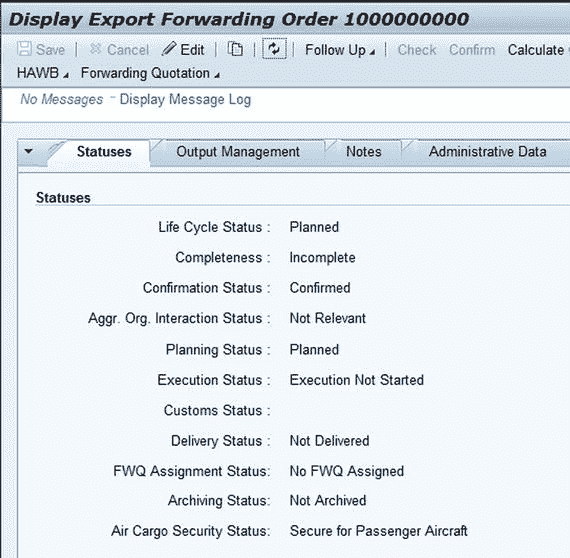 Display Export Forwarding Order 1000000000
Save Cancel Edit Follow Up Check Confirm Calculate
HAWB Forwarding Quotation
No Messages - Display Message Log
Statuses Output Management Notes Administrative Data
Statuses
Life Cycle Status : Planned
Completeness : Incomplete
Confirmation Status : Confirmed
Aggr. Org. Interaction Status : Not Relevant
Planning Status : Planned
Execution Status : Execution Not Started
Customs Status :
Delivery Status : Not Delivered
FWQ Assignment Status: No FWQ Assigned
Archiving Status : Not Archived
Air Cargo Security Status: Secure for Passenger Aircraft